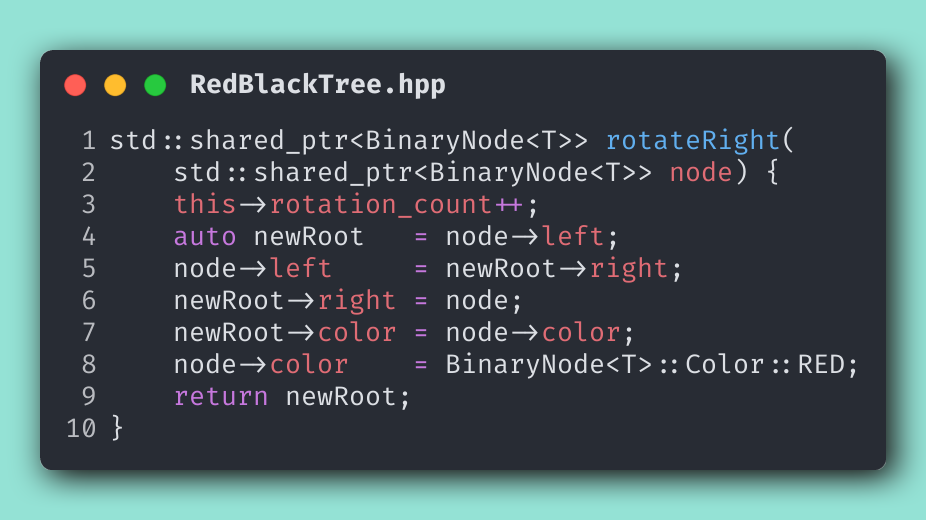 RedBlackTree.hpp
1 std::shared_ptr<BinaryNode<T>> rotateRight(
2     std::shared_ptr<BinaryNode<T>> node) {
3     this->rotation_count++;
4     auto newRoot   = node->left;
5     node->left     = newRoot->right;
6     newRoot->right = node;
7     newRoot->color = node->color;
8     node->color    = BinaryNode<T>::Color::RED;
9     return newRoot;
10 }